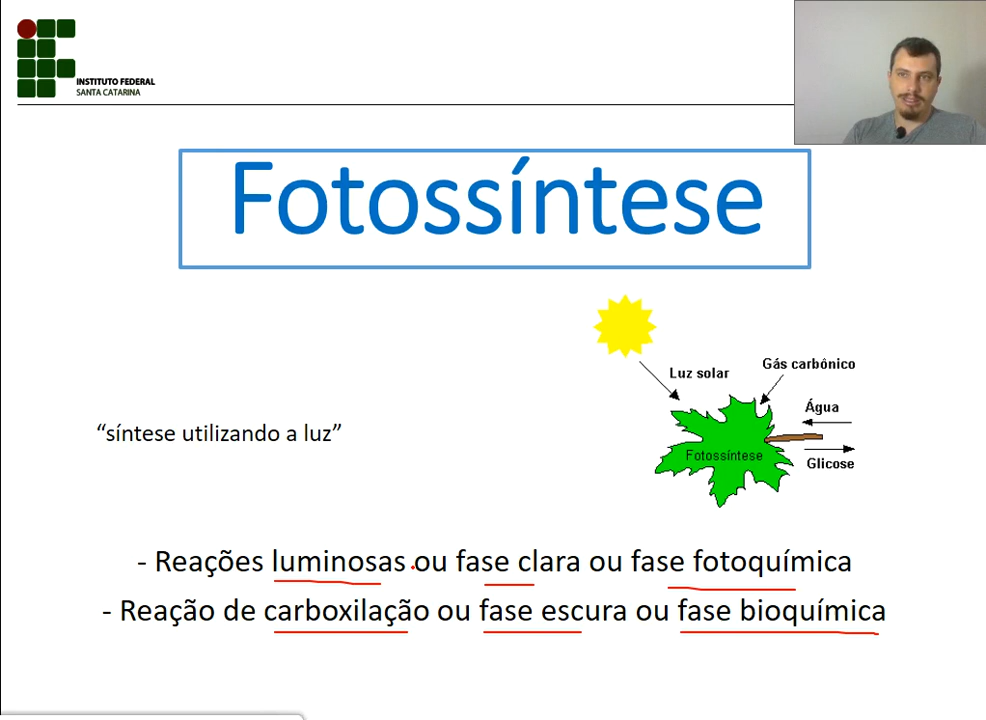 INSTITUTO FEDERAL
SANTA CATARINA
Fotossíntese
Luz solar
Gás carbônico
Água
Fotossíntese
Glicose
“síntese utilizando a luz”
- Reações luminosas ou fase clara ou fase fotoquímica
- Reação de carboxilação ou fase escura ou fase bioquímica